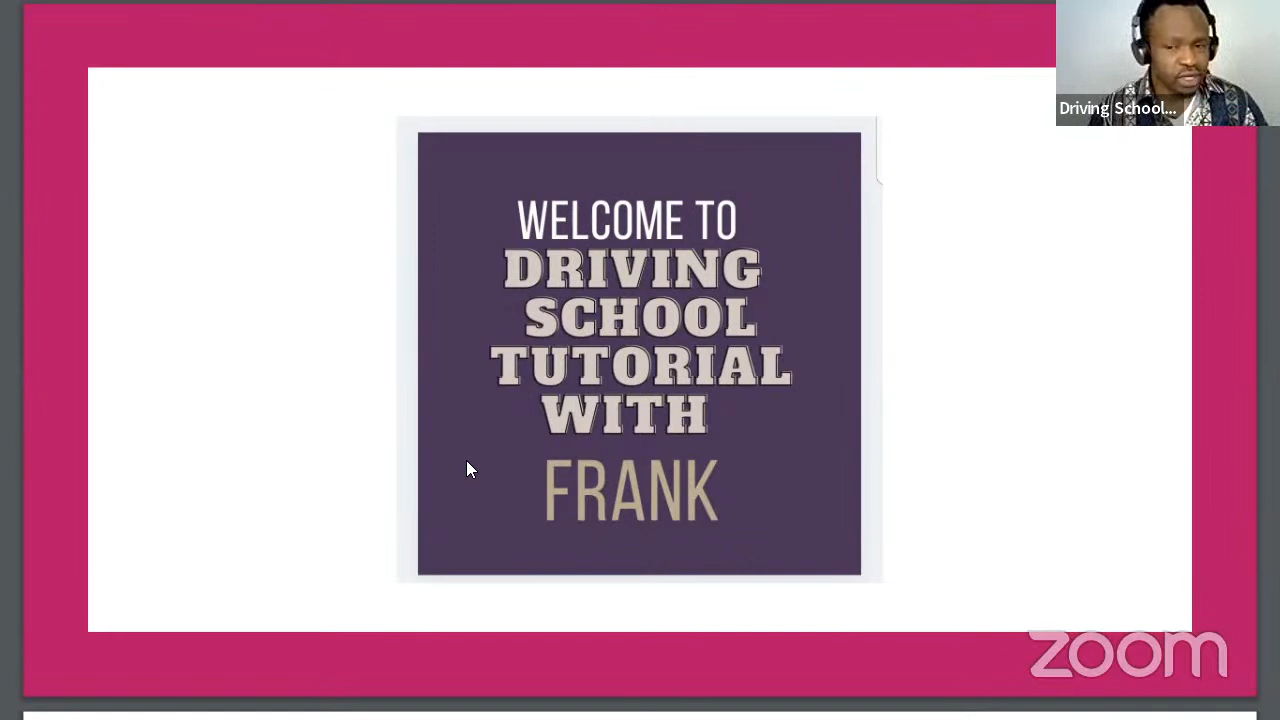 Driving School...
WELCOME TO
DRIVING
SCHOOL
TUTORIAL
WITH
FRANK
zoom